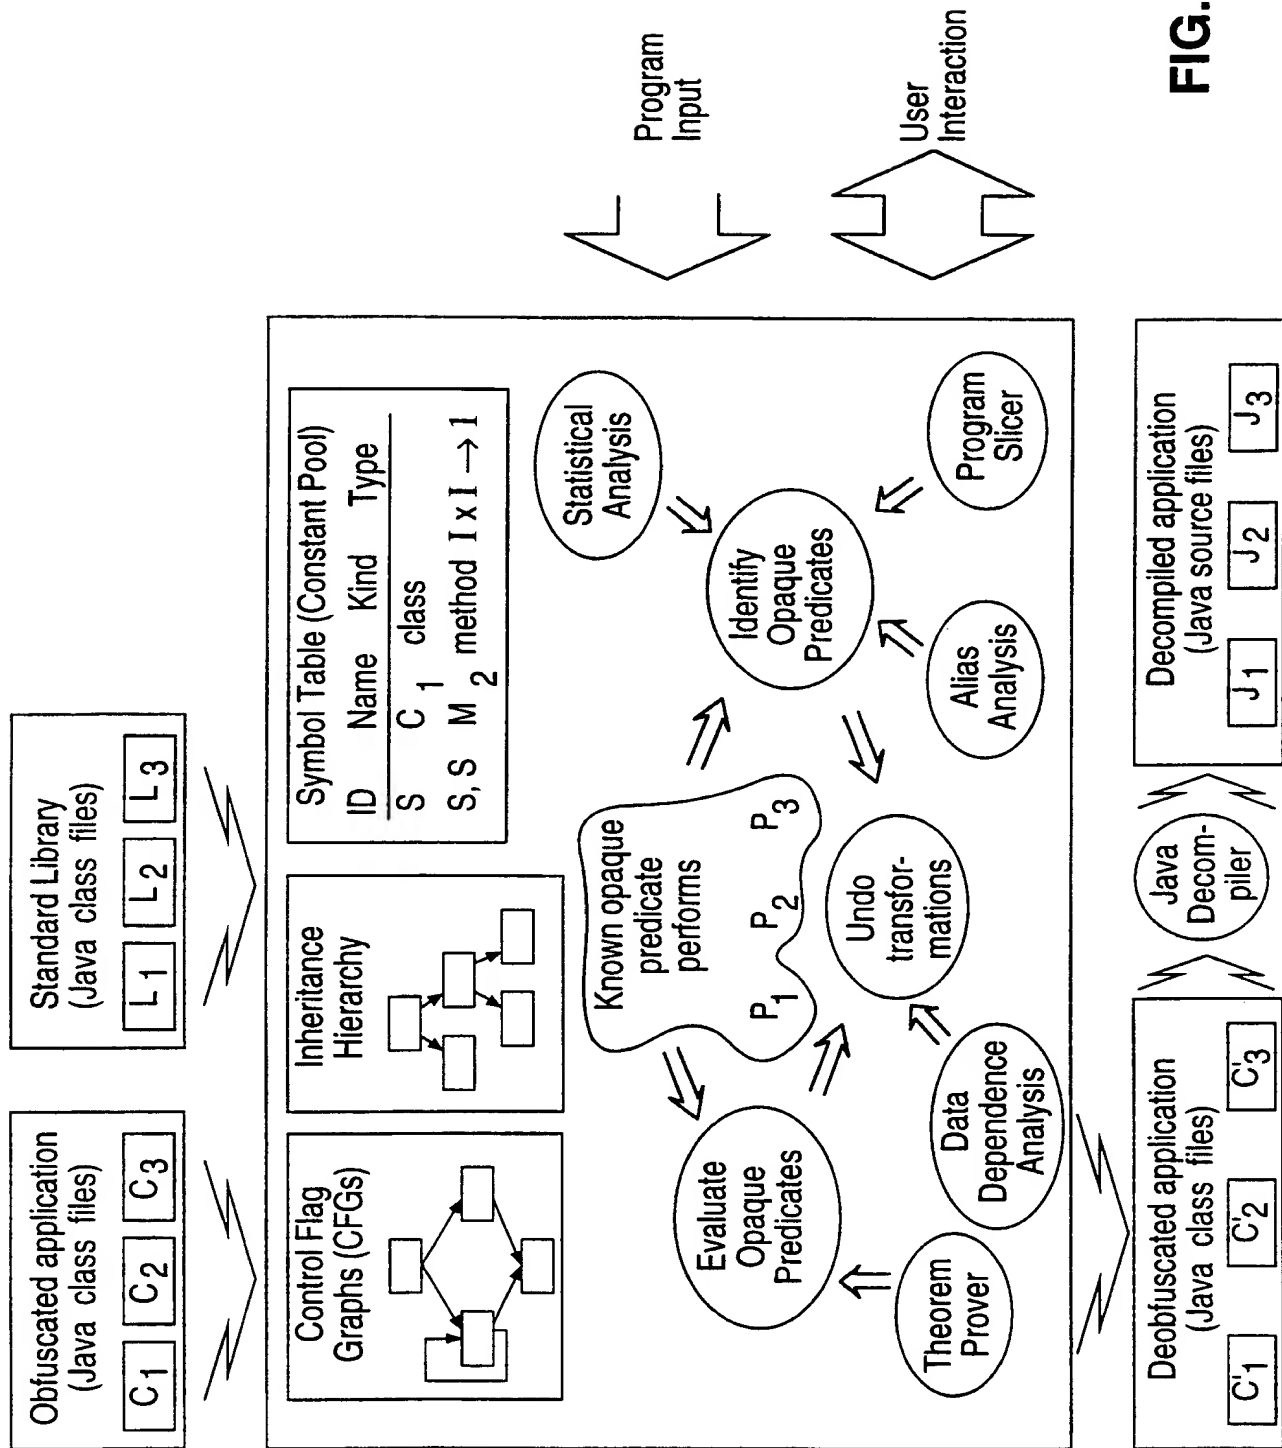 Obfuscated application
(Java class files)
C1 C2 C3
Standard Library
(Java class files)
L1 L2 L3
Control Flag
Graphs (CFGs)
Inheritance
Hierarchy
Symbol Table (Constant Pool)
ID Name Kind Type
S C1 class
S, S M2 method I x I → 1
Known opaque
predicate
performs
P1 P2 P3
Evaluate
Opaque
Predicates
Identify
Opaque
Predicates
Statistical
Analysis
Theorem
Prover
Data
Dependence
Analysis
Undo
transfor-
mations
Alias
Analysis
Program
Slicer
Program
Input
User
Interaction
Deobfuscated application
(Java class files)
C'1 C'2 C'3
Java
Decom-
piler
Decompiled application
(Java source files)
J1 J2 J3
FIG.